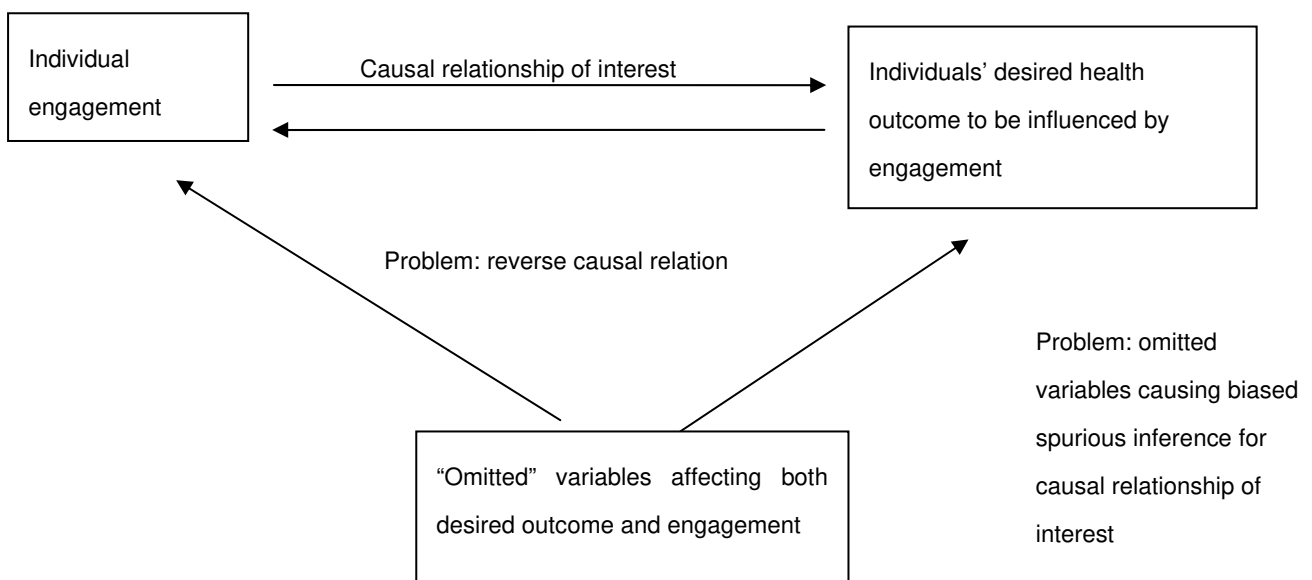 Individual
engagement
Causal relationship of interest
Individuals’ desired health
outcome to be influenced by
engagement
Problem: reverse causal relation
Problem: omitted
variables causing biased
spurious inference for
causal relationship of
interest
“Omitted” variables affecting both
desired outcome and engagement